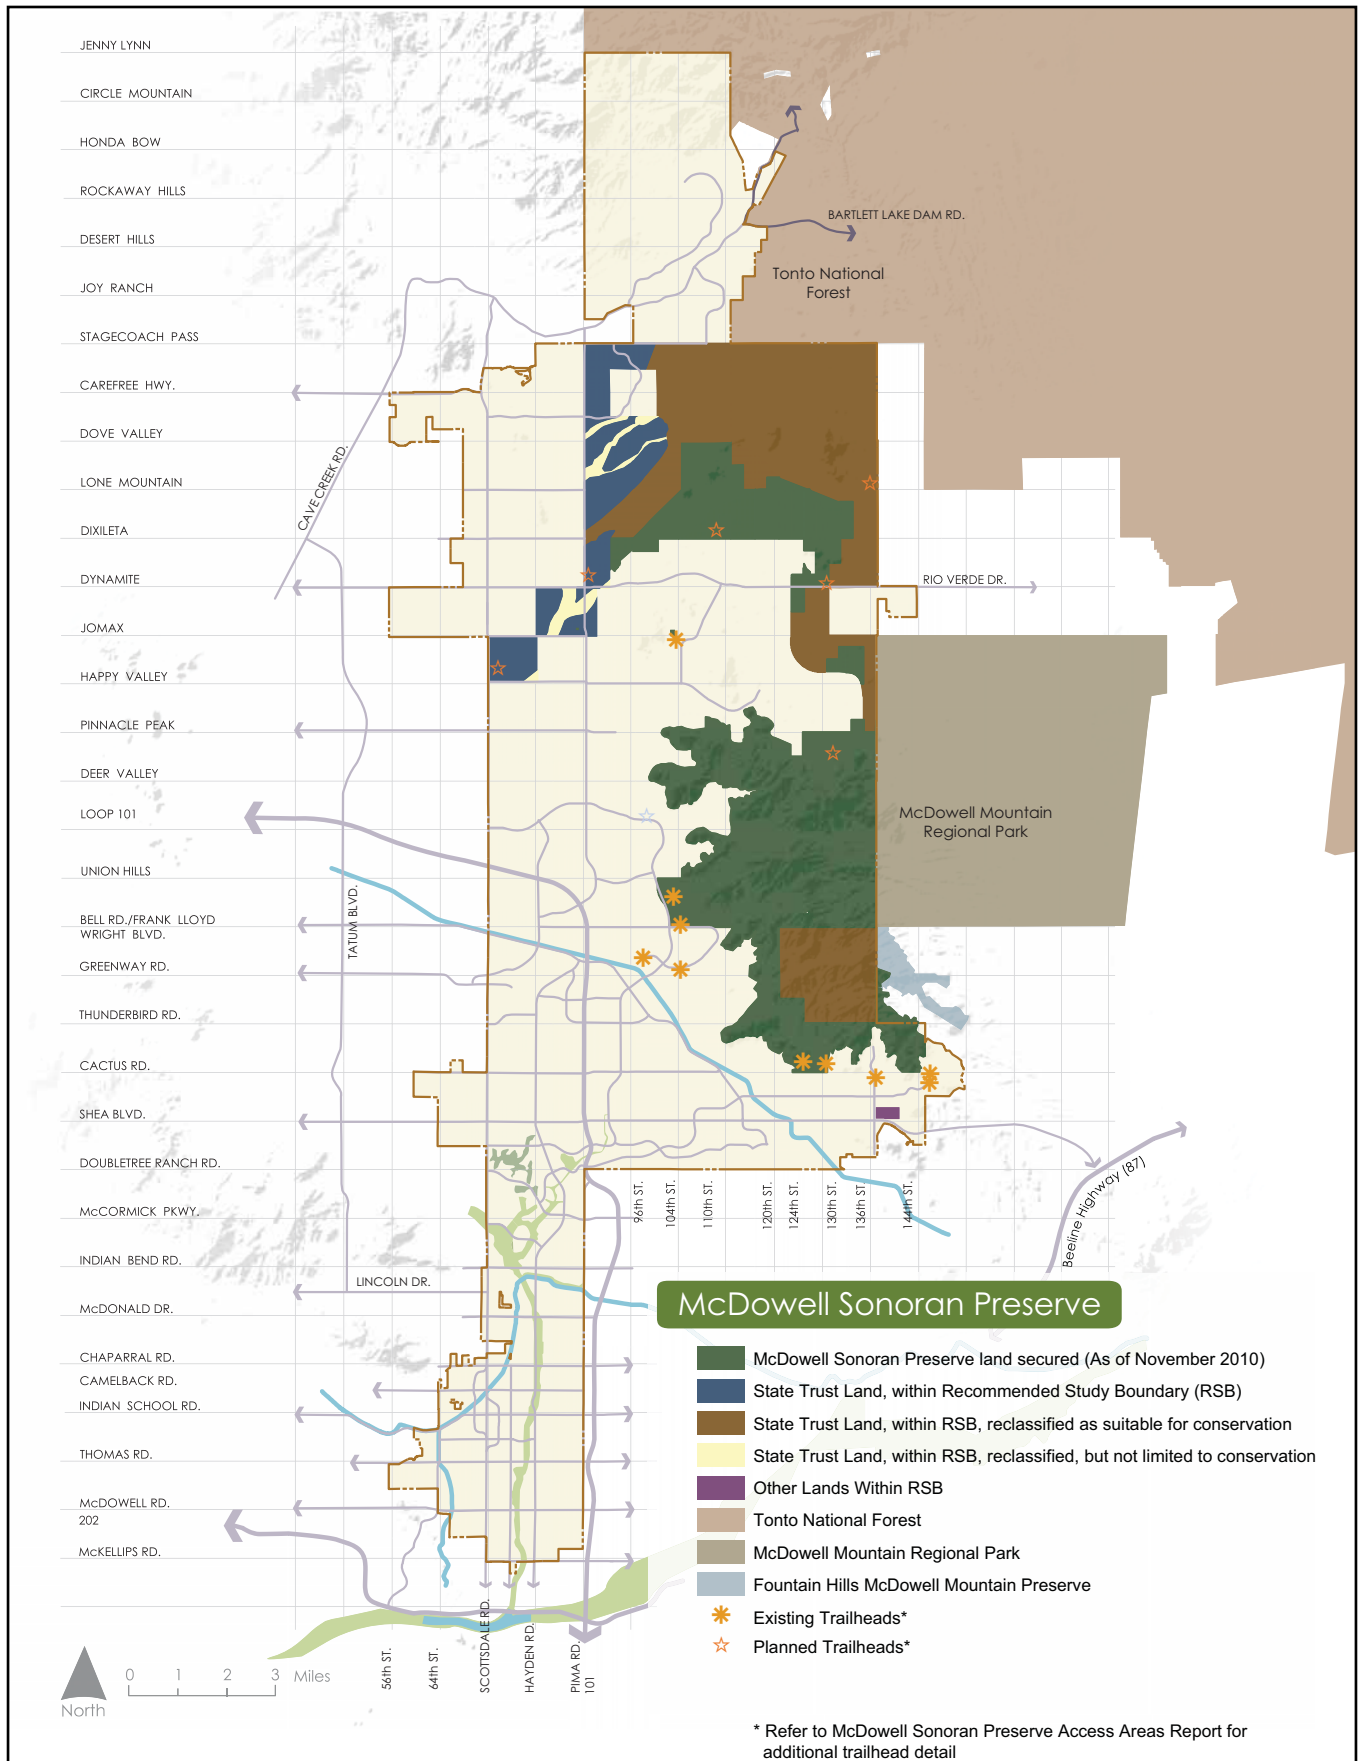 JENNY LYNN
CIRCLE MOUNTAIN
HONDA BOW
ROCKAWAY HILLS
DESERT HILLS
JOY RANCH
STAGECOACH PASS
CAREFREE HWY.
DOVE VALLEY
LONE MOUNTAIN
DIXILETA
DYNAMITE
JOMAX
HAPPY VALLEY
PINNACLE PEAK
DEER VALLEY
LOOP 101
UNION HILLS
BELL RD./FRANK LLOYD
WRIGHT BLVD.
GREENWAY RD.
THUNDERBIRD RD.
CACTUS RD.
SHEA BLVD.
DOUBLETREE RANCH RD.
McCORMICK PKWY.
INDIAN BEND RD.
LINCOLN DR.
McDONALD DR.
CHAPARRAL RD.
CAMELBACK RD.
INDIAN SCHOOL RD.
THOMAS RD.
McDOWELL RD.
202
McKELLIPS RD.
CAVE CREEK RD.
TATUM BLVD.
BARTLETT LAKE DAM RD.
Tonto National
Forest
RIO VERDE DR.
McDowell Mountain
Regional Park
96th ST.
104th ST.
110th ST.
120th ST.
124th ST.
130th ST.
136th ST.
144th ST.
Beeline Highway (87)
56th ST.
64th ST.
SCOTTSDALE RD.
HAYDEN RD.
PIMA RD.
101
McDowell Sonoran Preserve
McDowell Sonoran Preserve land secured (As of November 2010)
State Trust Land, within Recommended Study Boundary (RSB)
State Trust Land, within RSB, reclassified as suitable for conservation
State Trust Land, within RSB, reclassified, but not limited to conservation
Other Lands Within RSB
Tonto National Forest
McDowell Mountain Regional Park
Fountain Hills McDowell Mountain Preserve
Existing Trailheads*
Planned Trailheads*
* Refer to McDowell Sonoran Preserve Access Areas Report for
additional trailhead detail
North
0 1 2 3 Miles